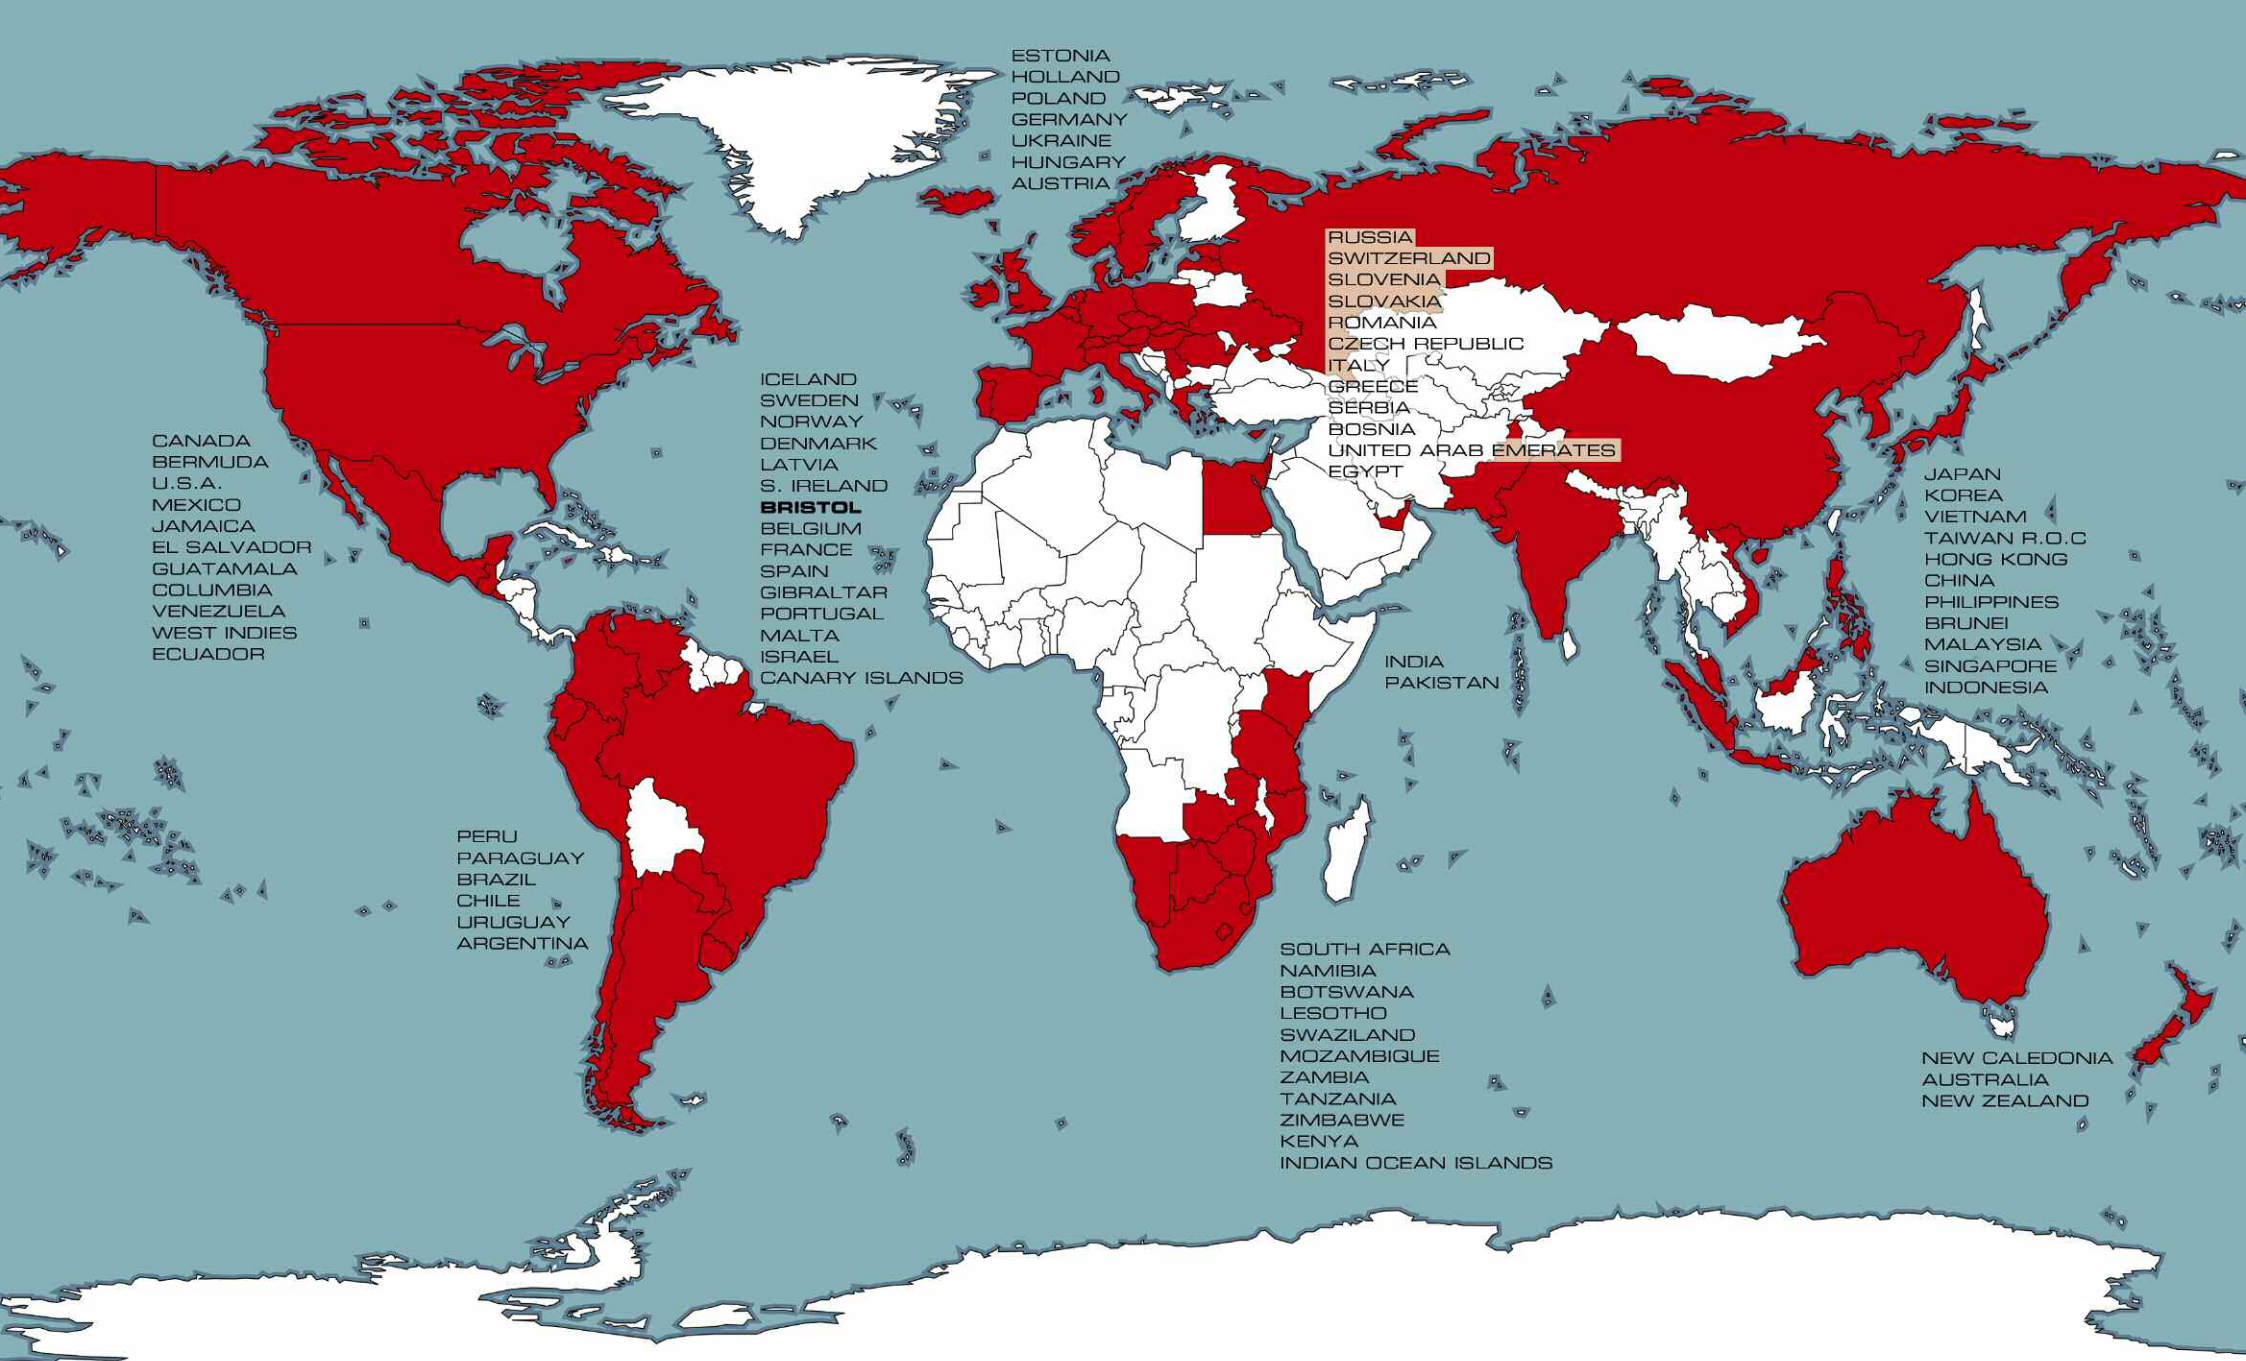 ESTONIA
HOLLAND
POLAND
GERMANY
UKRAINE
HUNGARY
AUSTRIA
RUSSIA
SWITZERLAND
SLOVENIA
SLOVAKIA
ROMANIA
CZECH REPUBLIC
ITALY
GREECE
SERBIA
BOSNIA
UNITED ARAB EMERATES
EGYPT
ICELAND
SWEDEN
NORWAY
DENMARK
LATVIA
S. IRELAND
BRISTOL
BELGIUM
FRANCE
SPAIN
GIBRALTAR
PORTUGAL
MALTA
ISRAEL
CANARY ISLANDS
CANADA
BERMUDA
U.S.A.
MEXICO
JAMAICA
EL SALVADOR
GUATAMALA
COLUMBIA
VENEZUELA
WEST INDIES
ECUADOR
JAPAN
KOREA
VIETNAM
TAIWAN R.O.C
HONG KONG
CHINA
PHILIPPINES
BRUNEI
MALAYSIA
SINGAPORE
INDONESIA
INDIA
PAKISTAN
PERU
PARAGUAY
BRAZIL
CHILE
URUGUAY
ARGENTINA
SOUTH AFRICA
NAMIBIA
BOTSWANA
LESOTHO
SWAZILAND
MOZAMBIQUE
ZAMBIA
TANZANIA
ZIMBABWE
KENYA
INDIAN OCEAN ISLANDS
NEW CALEDONIA
AUSTRALIA
NEW ZEALAND